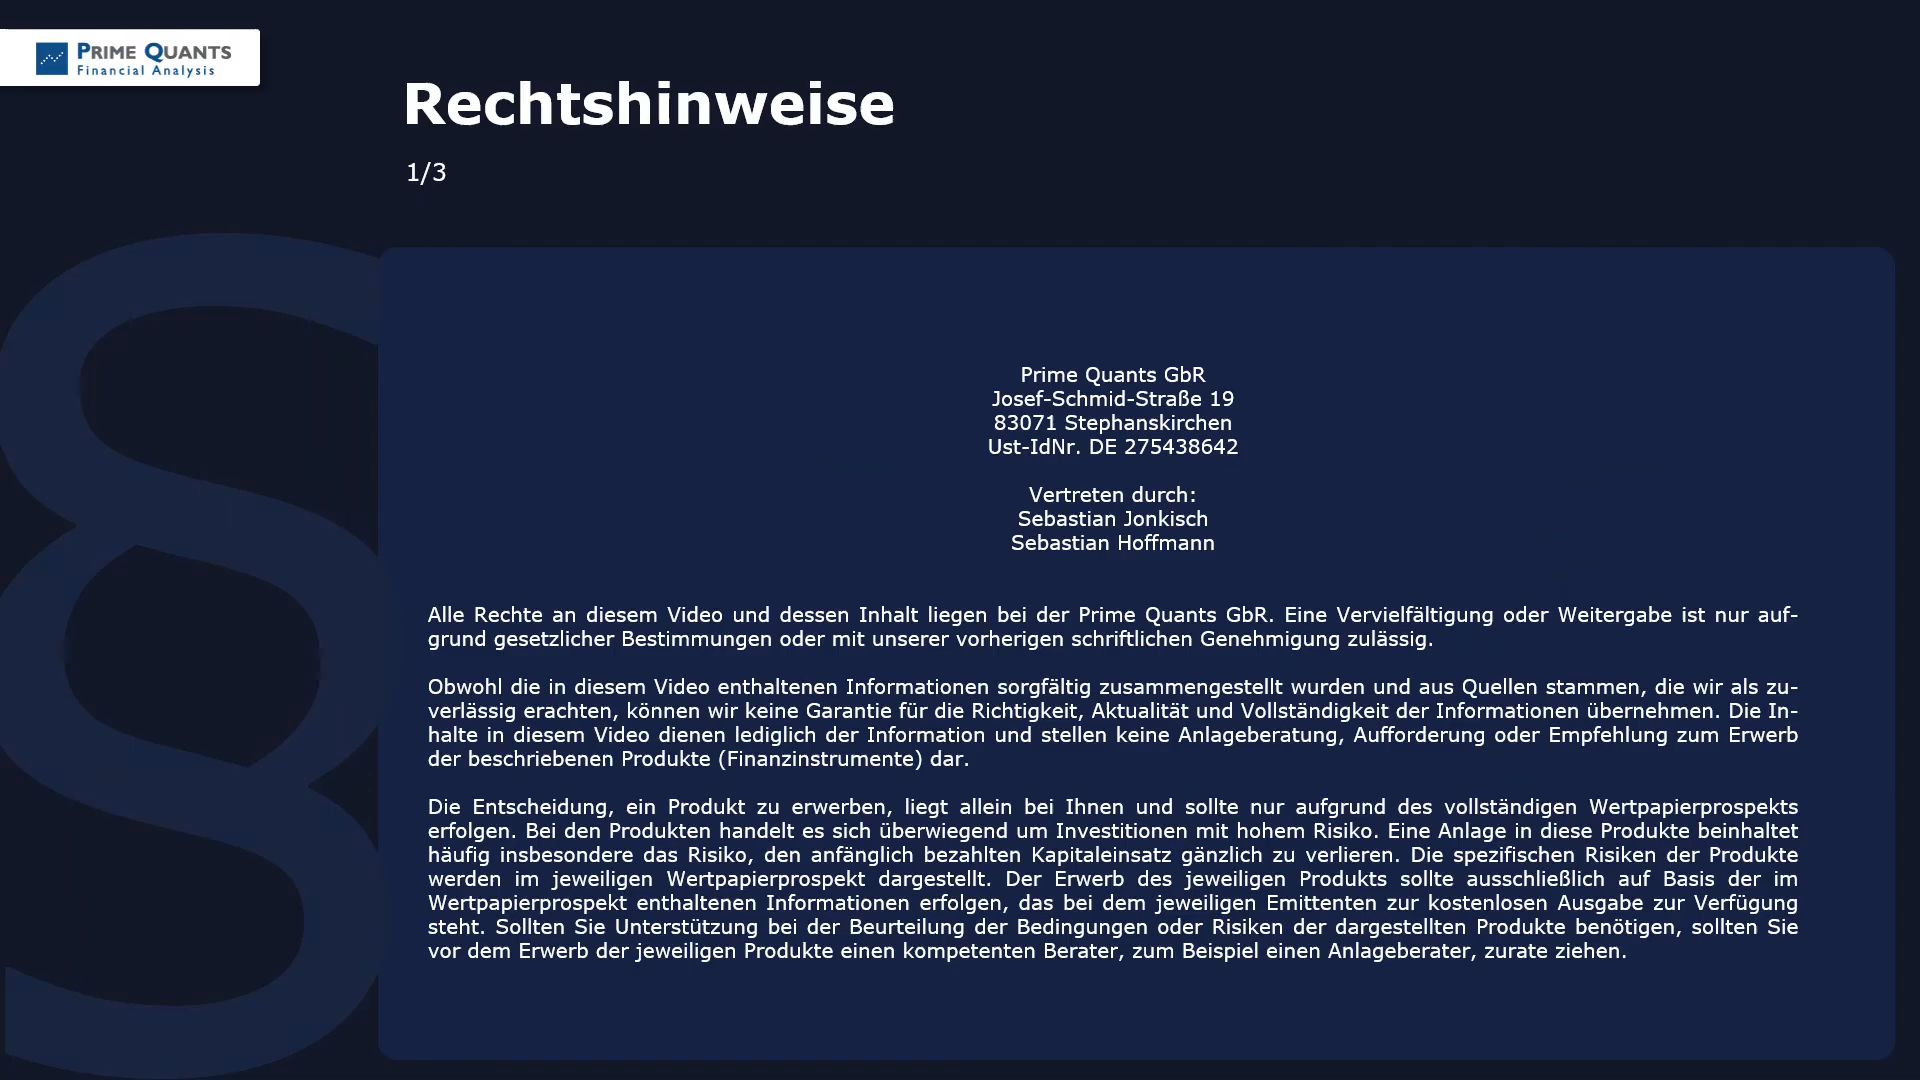 PRIME QUANTS
Financial Analysis
Rechtshinweise
1/3
§
Prime Quants GbR
Josef-Schmid-Straße 19
83071 Stephanskirchen
Ust-IdNr. DE 275438642
Vertreten durch:
Sebastian Jonkisch
Sebastian Hoffmann
Alle Rechte an diesem Video und dessen Inhalt liegen bei der Prime Quants GbR. Eine Vervielfältigung oder Weitergabe ist nur auf-
grund gesetzlicher Bestimmungen oder mit unserer vorherigen schriftlichen Genehmigung zulässig.
Obwohl die in diesem Video enthaltenen Informationen sorgfältig zusammengestellt wurden und aus Quellen stammen, die wir als zu-
verlässig erachten, können wir keine Garantie für die Richtigkeit, Aktualität und Vollständigkeit der Informationen übernehmen. Die In-
halte in diesem Video dienen lediglich der Information und stellen keine Anlageberatung, Aufforderung oder Empfehlung zum Erwerb
der beschriebenen Produkte (Finanzinstrumente) dar.
Die Entscheidung, ein Produkt zu erwerben, liegt allein bei Ihnen und sollte nur aufgrund des vollständigen Wertpapierprospekts
erfolgen. Bei den Produkten handelt es sich überwiegend um Investitionen mit hohem Risiko. Eine Anlage in diese Produkte beinhaltet
häufig insbesondere das Risiko, den anfänglich bezahlten Kapitaleinsatz gänzlich zu verlieren. Die spezifischen Risiken der Produkte
werden im jeweiligen Wertpapierprospekt dargestellt. Der Erwerb des jeweiligen Produkts sollte ausschließlich auf Basis der im
Wertpapierprospekt enthaltenen Informationen erfolgen, das bei dem jeweiligen Emittenten zur kostenlosen Ausgabe zur Verfügung
steht. Sollten Sie Unterstützung bei der Beurteilung der Bedingungen oder Risiken der dargestellten Produkte benötigen, sollten Sie
vor dem Erwerb der jeweiligen Produkte einen kompetenten Berater, zum Beispiel einen Anlageberater, zurate ziehen.